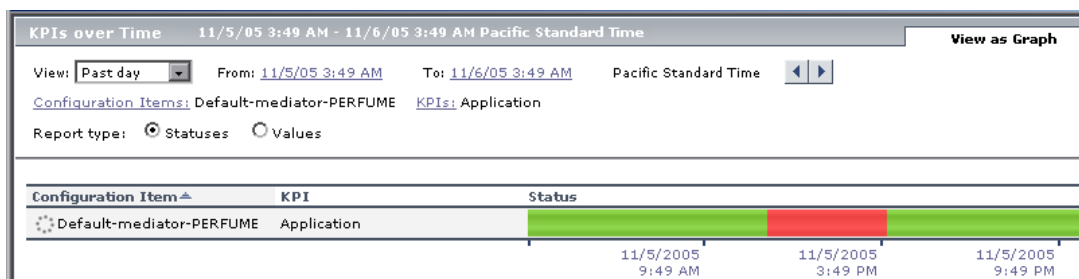 KPIs over Time 11/5/05 3:49 AM - 11/6/05 3:49 AM Pacific Standard Time
View as Graph
View: Past day From: 11/5/05 3:49 AM To: 11/6/05 3:49 AM Pacific Standard Time
Configuration Items: Default-mediator-PERFUME KPIs: Application
Report type: Statuses Values
Configuration Item KPI Status
Default-mediator-PERFUME Application
11/5/2005 11/5/2005 11/5/2005
9:49 AM 3:49 PM 9:49 PM